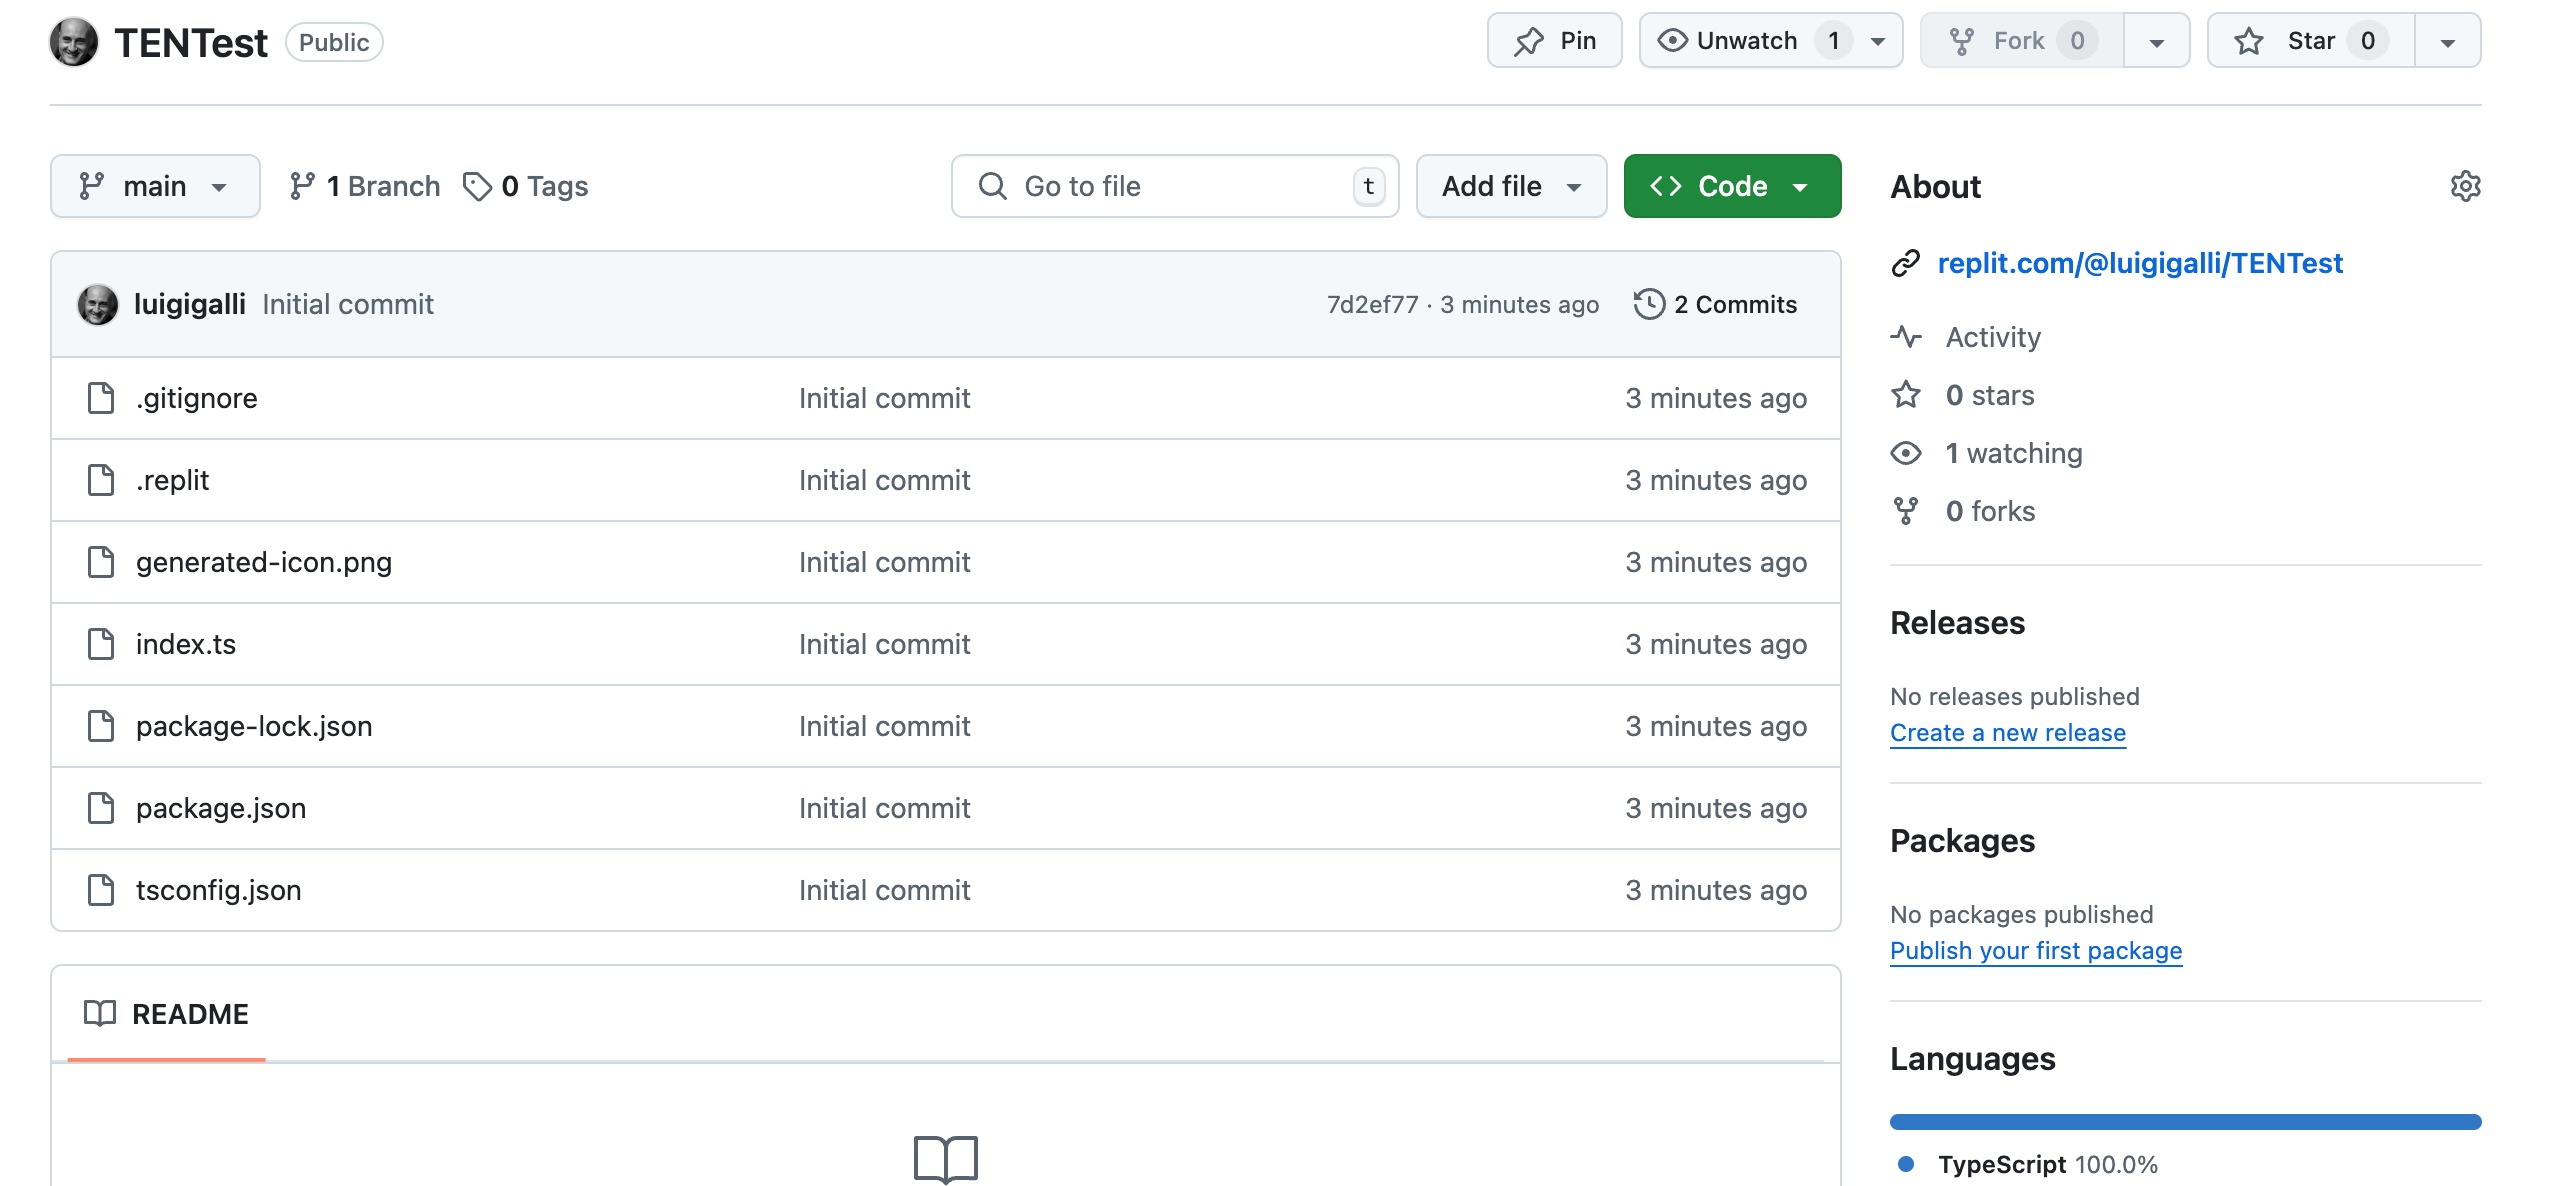 TENTest Public Pin Unwatch 1 Fork 0 Star 0
main 1 Branch 0 Tags Go to file t Add file Code
luigigalli Initial commit 7d2ef77 · 3 minutes ago 2 Commits
.gitignore Initial commit 3 minutes ago
.replit Initial commit 3 minutes ago
generated-icon.png Initial commit 3 minutes ago
index.ts Initial commit 3 minutes ago
package-lock.json Initial commit 3 minutes ago
package.json Initial commit 3 minutes ago
tsconfig.json Initial commit 3 minutes ago
README
About
replit.com/@luigigalli/TENTest
Activity
0 stars
1 watching
0 forks
Releases
No releases published
Create a new release
Packages
No packages published
Publish your first package
Languages
TypeScript 100.0%